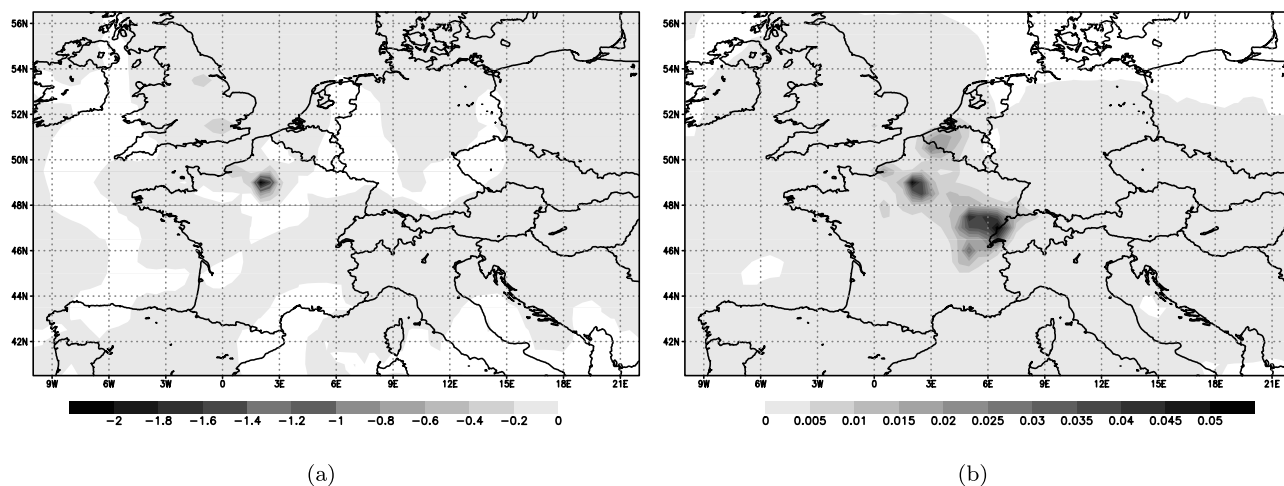 56N
54N
52N
50N
48N
46N
44N
42N
9W 6W 3W 0 3E 6E 9E 12E 15E 18E 21E
-2 -1.8 -1.6 -1.4 -1.2 -1 -0.8 -0.6 -0.4 -0.2 0
(a)
56N
54N
52N
50N
48N
46N
44N
42N
9W 6W 3W 0 3E 6E 9E 12E 15E 18E 21E
0 0.005 0.01 0.015 0.02 0.025 0.03 0.035 0.04 0.045 0.05
(b)